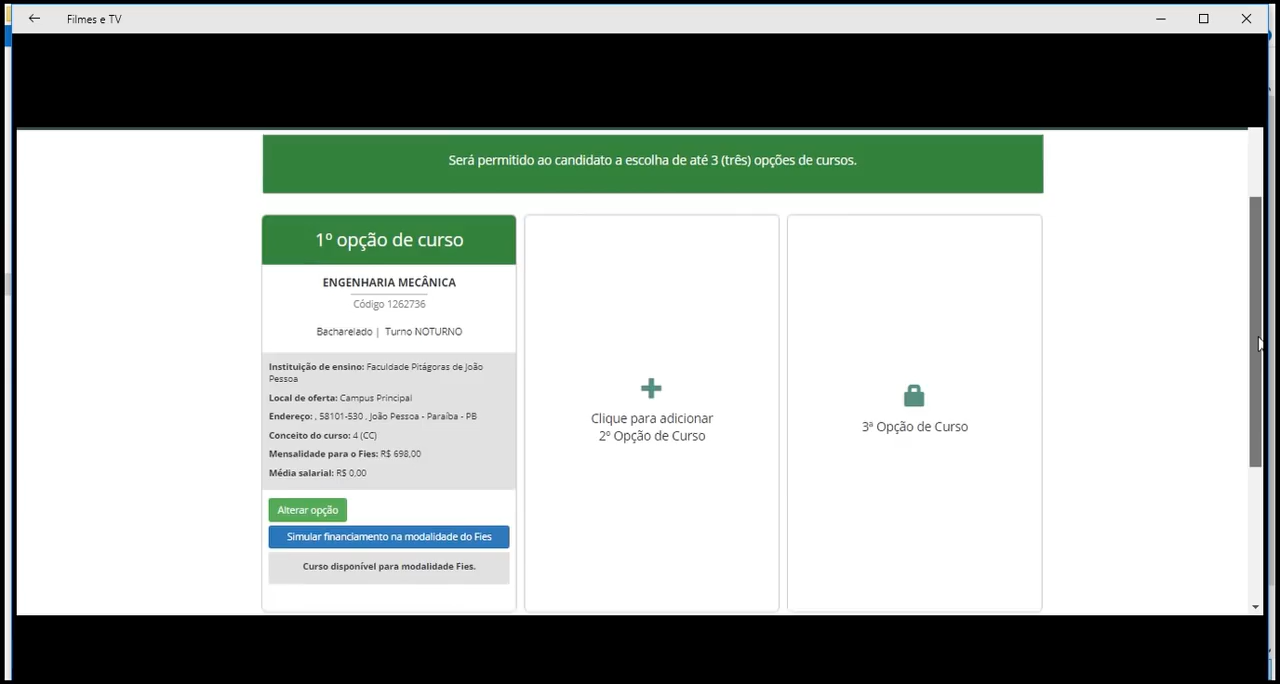 Filmes e TV
Será permitido ao candidato a escolha de até 3 (três) opções de cursos.
1º opção de curso
ENGENHARIA MECÂNICA
Código 1262736
Bacharelado | Turno NOTURNO
Instituição de ensino: Faculdade Pitágoras de João
Pessoa
Local de oferta: Campus Principal
Endereço: , 58101-530 , João Pessoa - Paraíba - PB
Conceito do curso: 4 (CC)
Mensalidade para o Fies: R$ 698,00
Média salarial: R$ 0,00
Alterar opção
Simular financiamento na modalidade do Fies
Curso disponível para modalidade Fies.
Clique para adicionar
2º Opção de Curso
3ª Opção de Curso